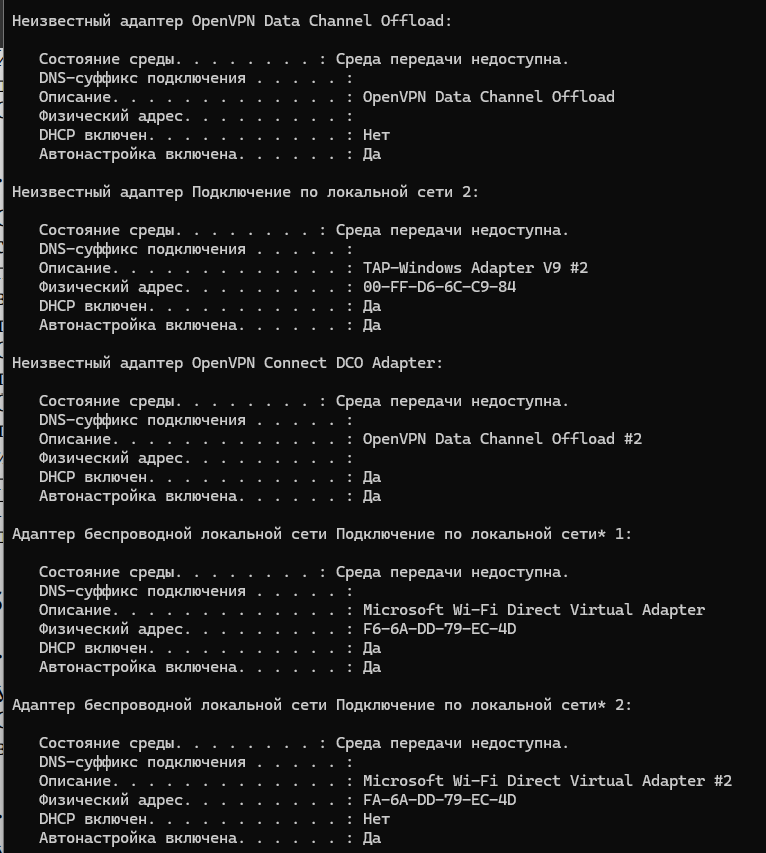 Неизвестный адаптер OpenVPN Data Channel Offload:
Состояние среды. . . . . . . . : Среда передачи недоступна.
DNS-суффикс подключения . . . . . :
Описание. . . . . . . . . . . . . : OpenVPN Data Channel Offload
Физический адрес. . . . . . . . . :
DHCP включен. . . . . . . . . . . : Нет
Автонастройка включена. . . . . . : Да
Неизвестный адаптер Подключение по локальной сети 2:
Состояние среды. . . . . . . . : Среда передачи недоступна.
DNS-суффикс подключения . . . . . :
Описание. . . . . . . . . . . . . : TAP-Windows Adapter V9 #2
Физический адрес. . . . . . . . . : 00-FF-D6-6C-C9-84
DHCP включен. . . . . . . . . . . : Да
Автонастройка включена. . . . . . : Да
Неизвестный адаптер OpenVPN Connect DCO Adapter:
Состояние среды. . . . . . . . : Среда передачи недоступна.
DNS-суффикс подключения . . . . . :
Описание. . . . . . . . . . . . . : OpenVPN Data Channel Offload #2
Физический адрес. . . . . . . . . :
DHCP включен. . . . . . . . . . . : Да
Автонастройка включена. . . . . . : Да
Адаптер беспроводной локальной сети Подключение по локальной сети* 1:
Состояние среды. . . . . . . . : Среда передачи недоступна.
DNS-суффикс подключения . . . . . :
Описание. . . . . . . . . . . . . : Microsoft Wi-Fi Direct Virtual Adapter
Физический адрес. . . . . . . . . : F6-6A-DD-79-EC-4D
DHCP включен. . . . . . . . . . . : Да
Автонастройка включена. . . . . . : Да
Адаптер беспроводной локальной сети Подключение по локальной сети* 2:
Состояние среды. . . . . . . . : Среда передачи недоступна.
DNS-суффикс подключения . . . . . :
Описание. . . . . . . . . . . . . : Microsoft Wi-Fi Direct Virtual Adapter #2
Физический адрес. . . . . . . . . : FA-6A-DD-79-EC-4D
DHCP включен. . . . . . . . . . . : Нет
Автонастройка включена. . . . . . : Да